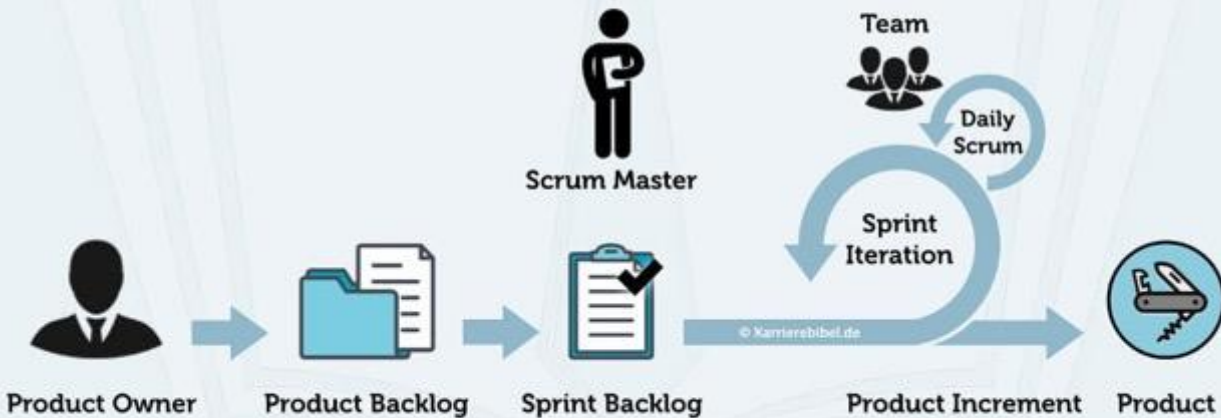 Team
Daily
Scrum
Scrum Master
Sprint
Iteration
© Karrierebibel.de
Product Owner
Product Backlog
Sprint Backlog
Product Increment
Product